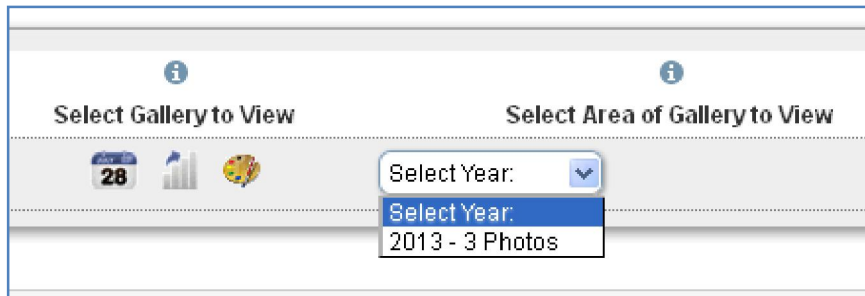 Select Gallery to View
Select Area of Gallery to View
28
Select Year:
Select Year:
2013 - 3 Photos